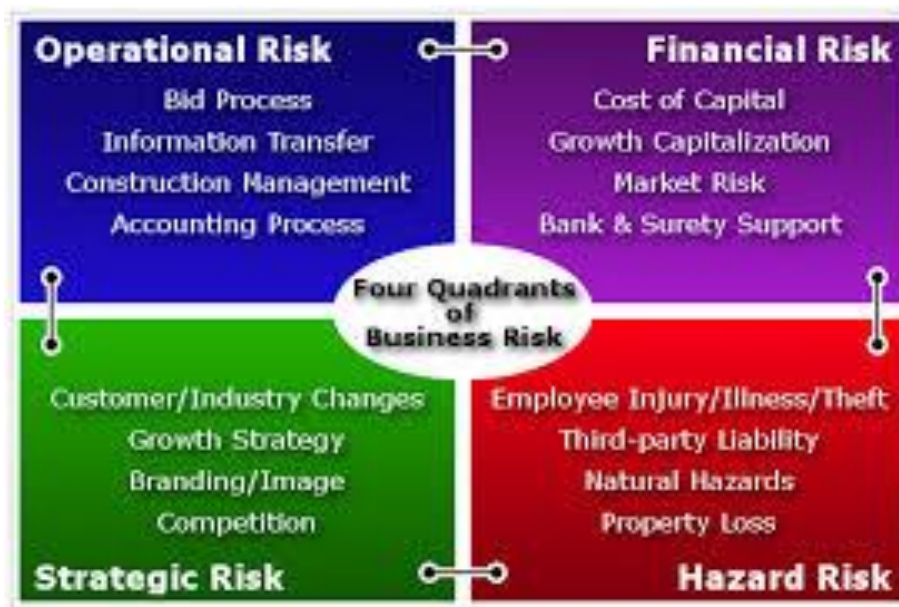 Operational Risk
Bid Process
Information Transfer
Construction Management
Accounting Process
Financial Risk
Cost of Capital
Growth Capitalization
Market Risk
Bank & Surety Support
Four Quadrants
of
Business Risk
Customer/Industry Changes
Growth Strategy
Branding/Image
Competition
Strategic Risk
Employee Injury/Illness/Theft
Third-party Liability
Natural Hazards
Property Loss
Hazard Risk